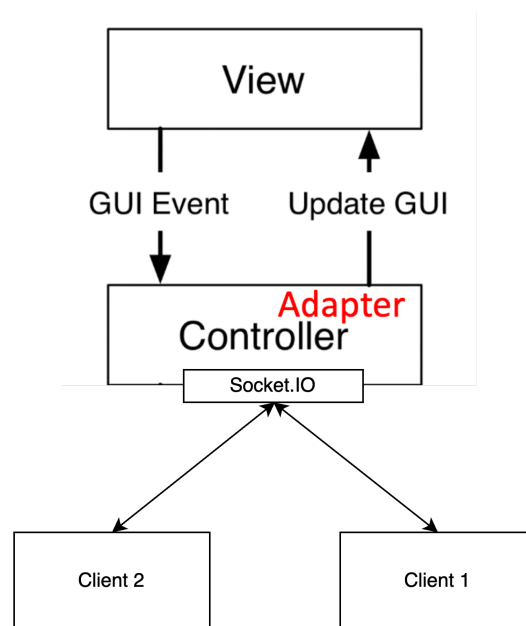 View
GUI Event
Update GUI
Adapter
Controller
Socket.IO
Client 2
Client 1